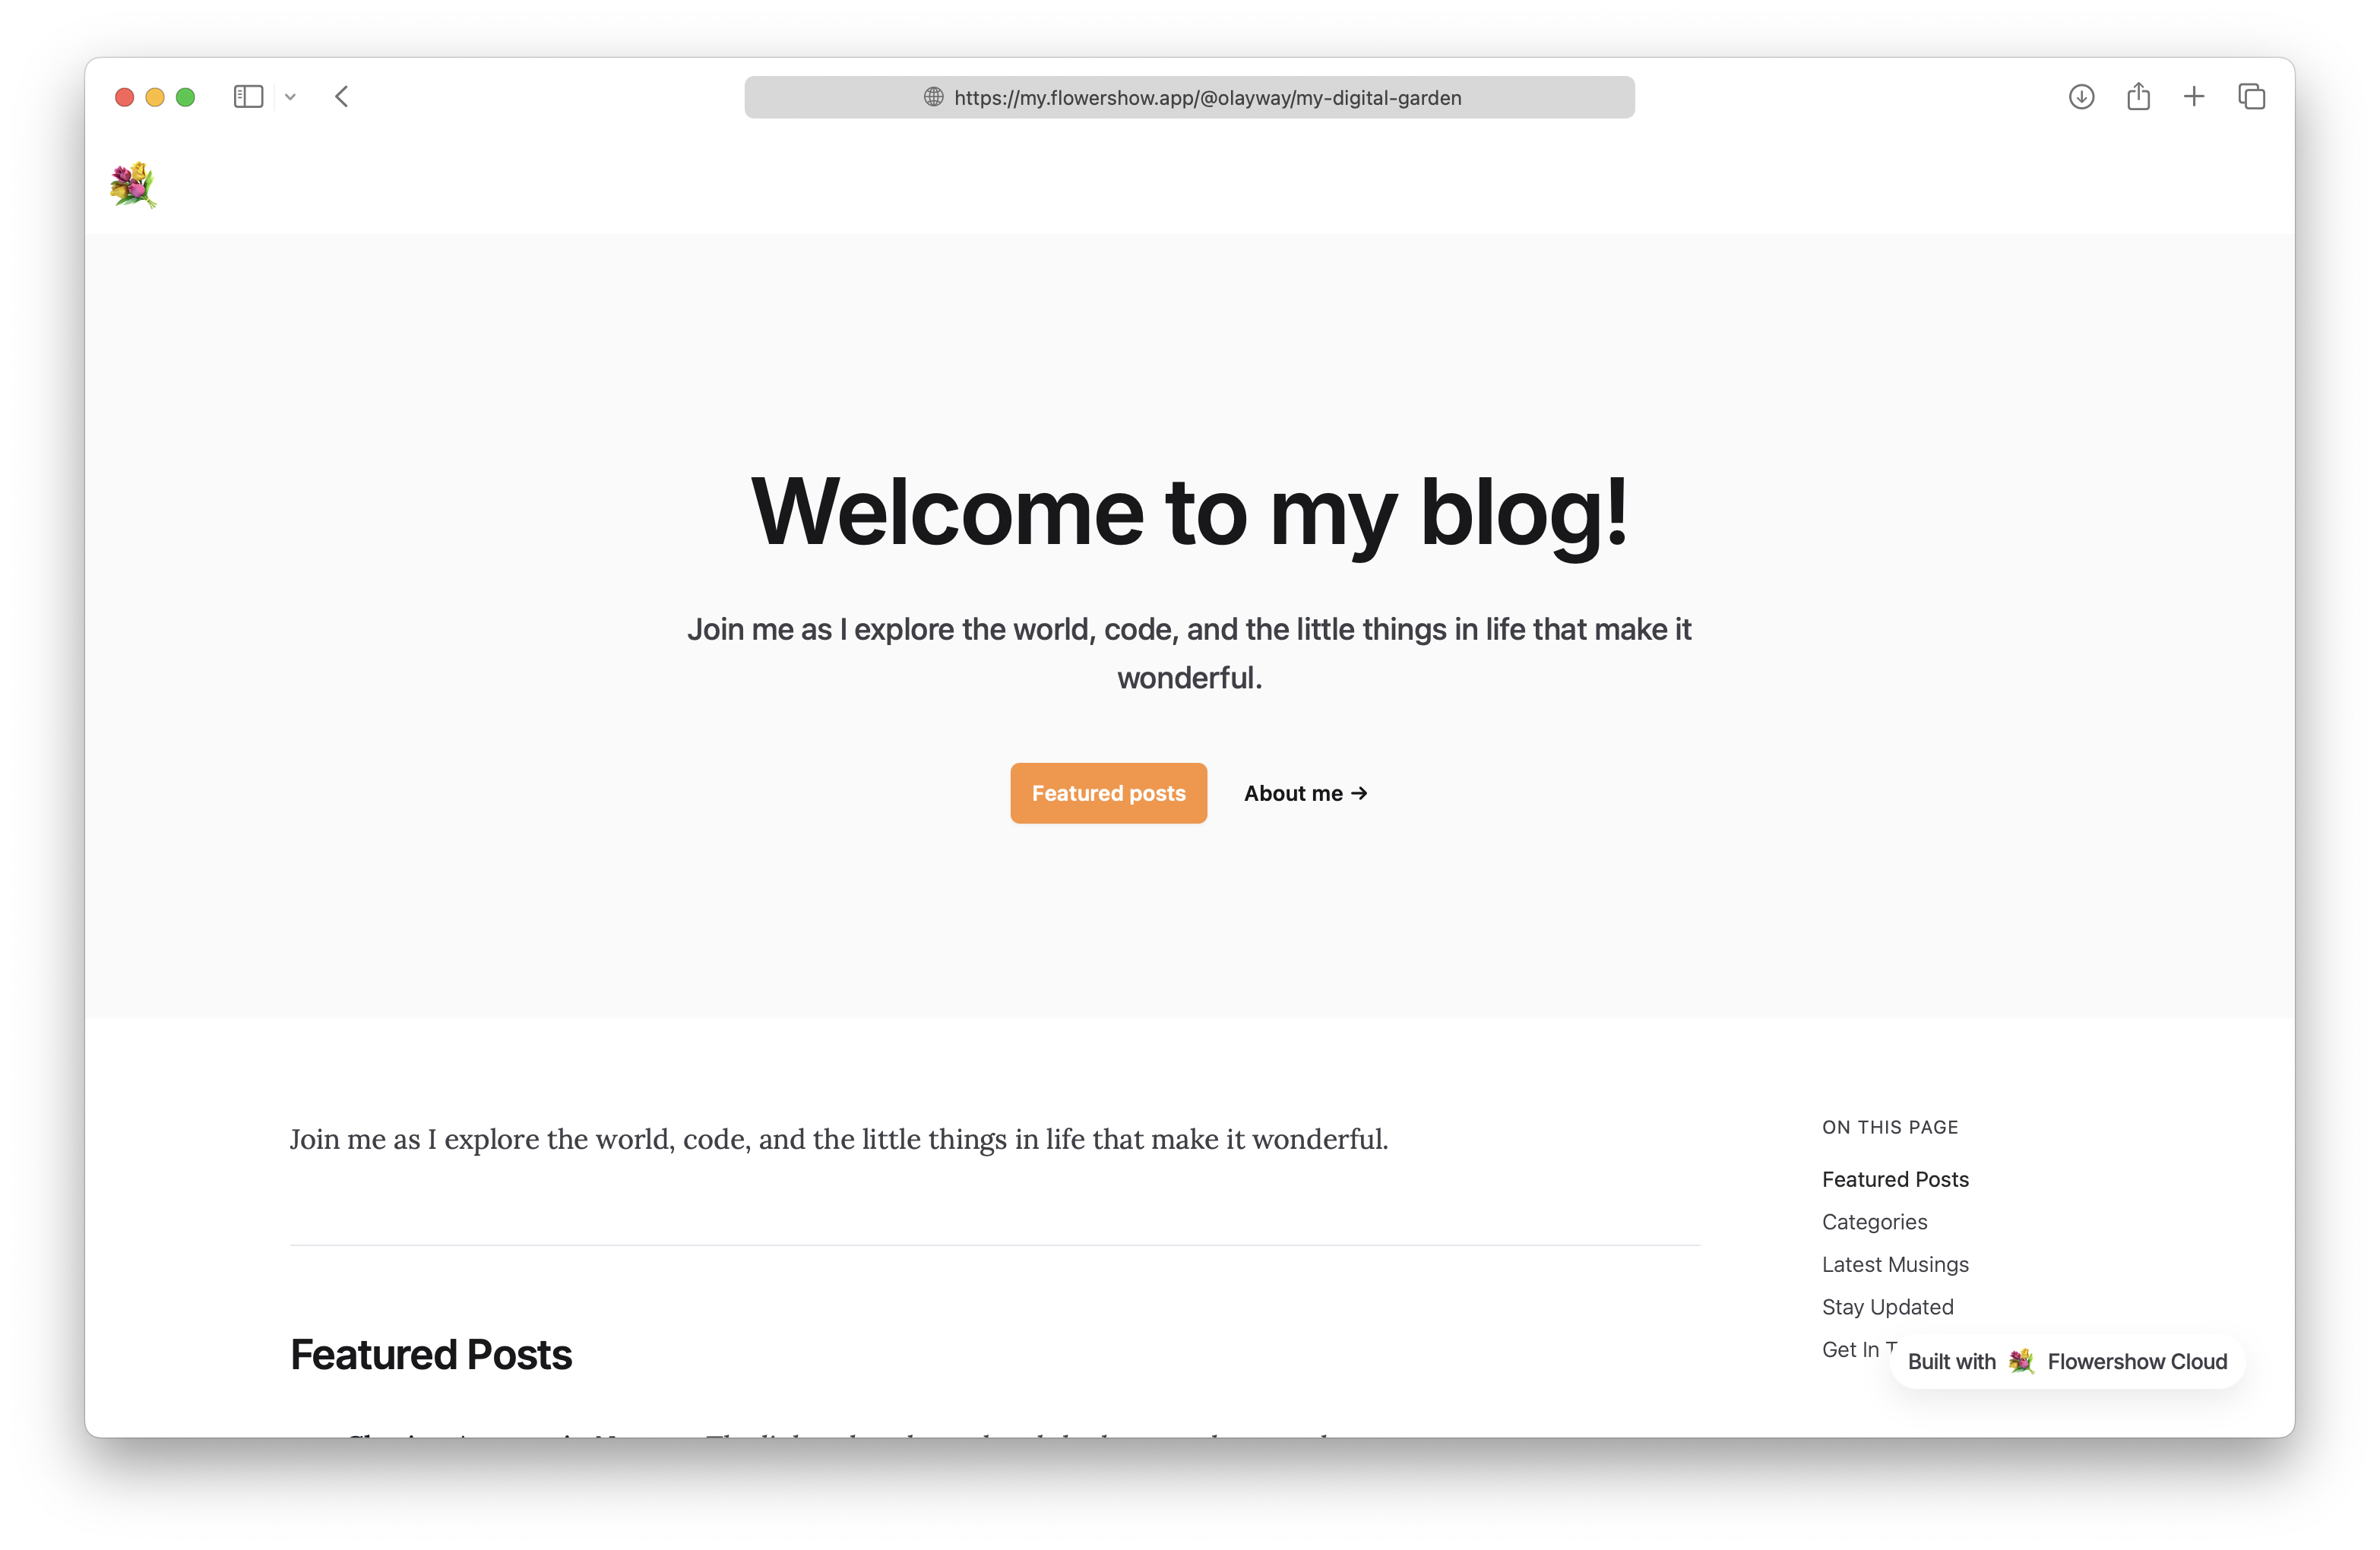 https://my.flowershow.app/@olayway/my-digital-garden
Welcome to my blog!
Join me as I explore the world, code, and the little things in life that make it
wonderful.
Featured posts
About me →
Join me as I explore the world, code, and the little things in life that make it wonderful.
Featured Posts
ON THIS PAGE
Featured Posts
Categories
Latest Musings
Stay Updated
Get In
Built with Flowershow Cloud